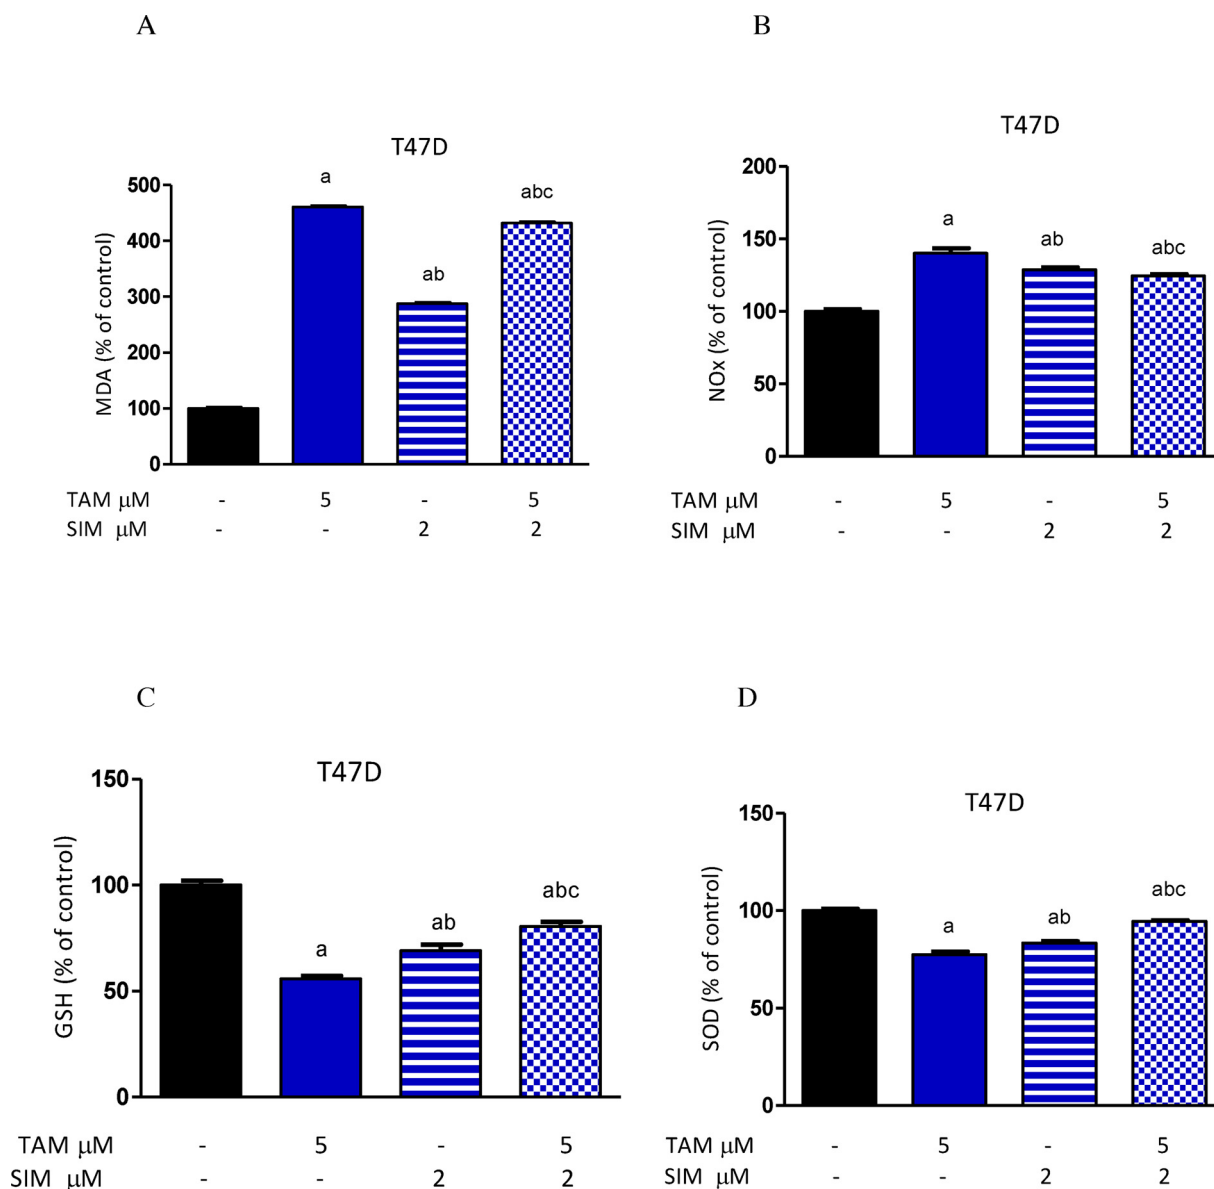 A
T47D
MDA (% of control)
500
400
300
200
100
0
a
ab
abc
TAM μM - 5 - 5
SIM μM - - 2 2
B
T47D
NOx (% of control)
200
150
100
50
0
a
ab
abc
TAM μM - 5 - 5
SIM μM - - 2 2
C
T47D
GSH (% of control)
150
100
50
0
a
ab
abc
TAM μM - 5 - 5
SIM μM - - 2 2
D
T47D
SOD (% of control)
150
100
50
0
a
ab
abc
TAM μM - 5 - 5
SIM μM - - 2 2